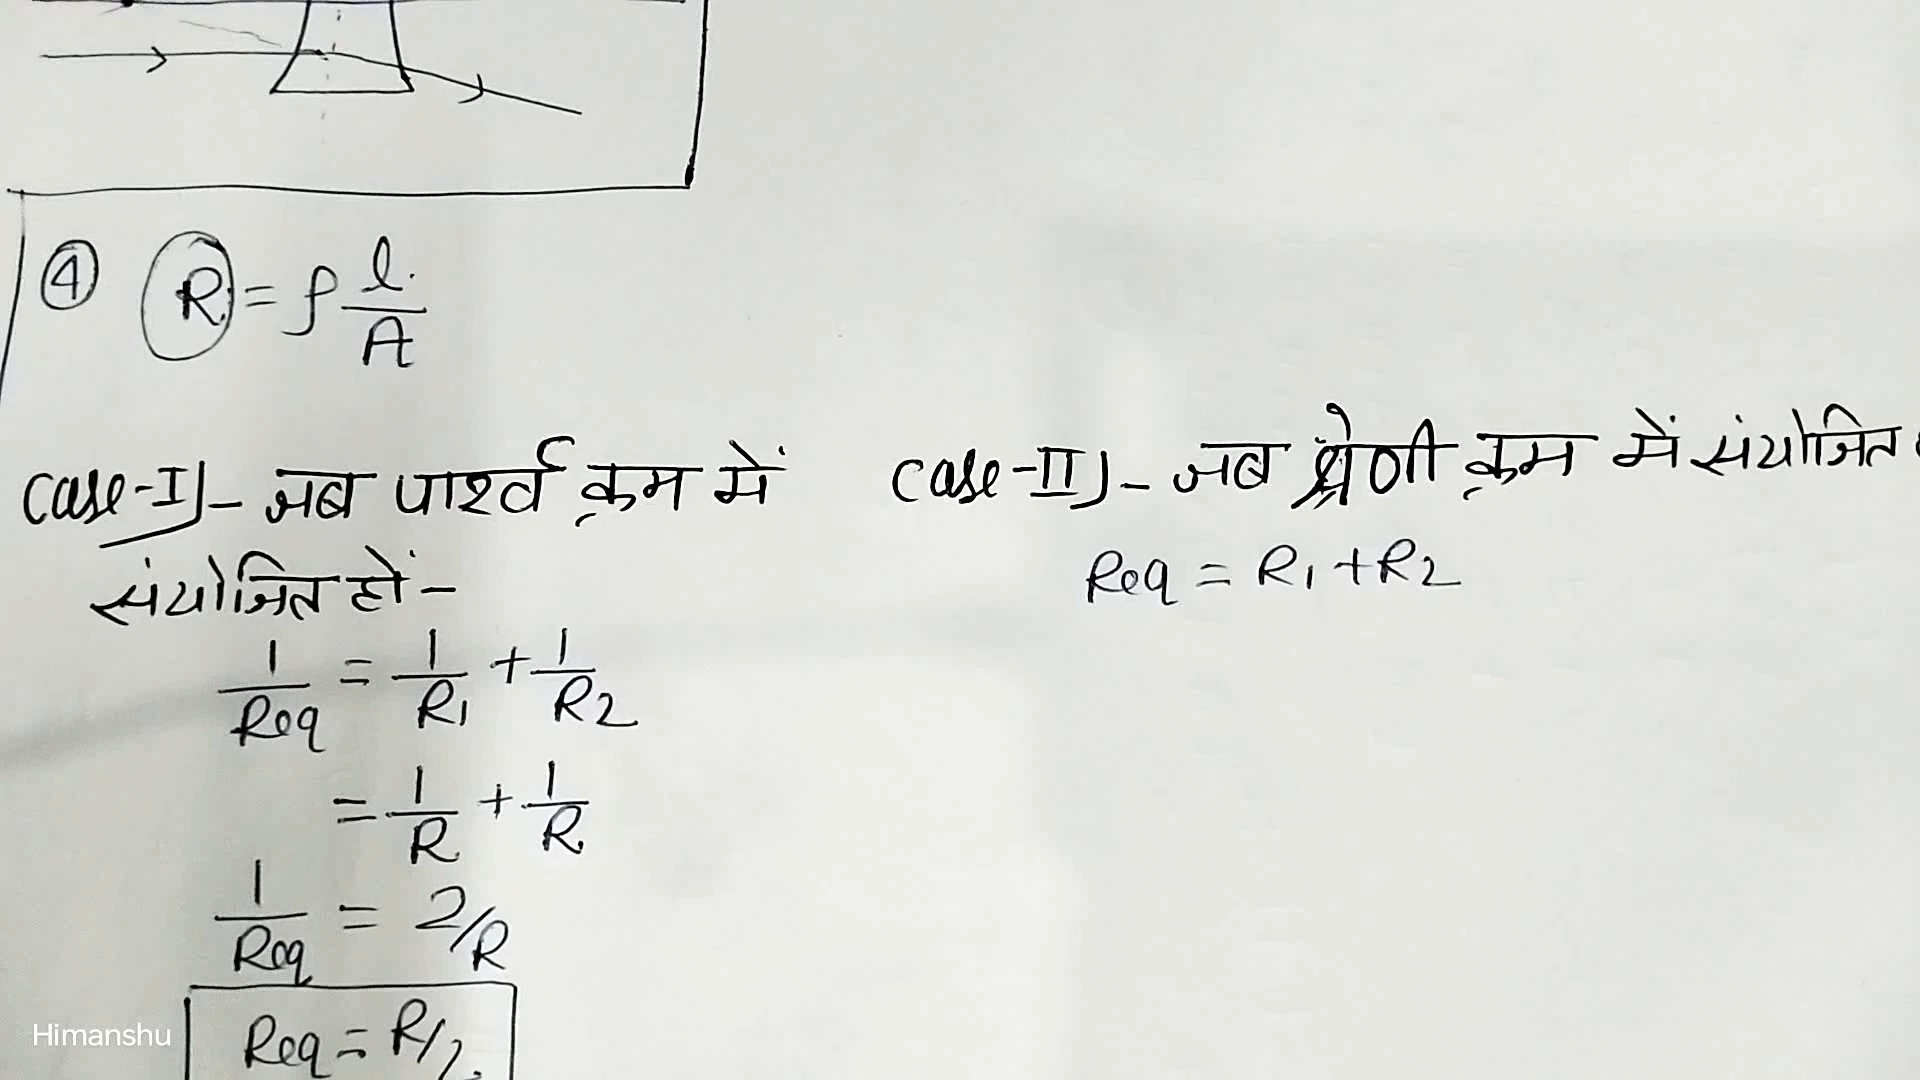 ④ R = ρ l/A
Case-I)- जब पार्श्व क्रम में
संयोजित हों -
1/Req = 1/R1 + 1/R2
= 1/R + 1/R
1/Req = 2/R
Req = R/2
Case-II)- जब श्रेणी क्रम में संयोजित
Req = R1 + R2
Himanshu